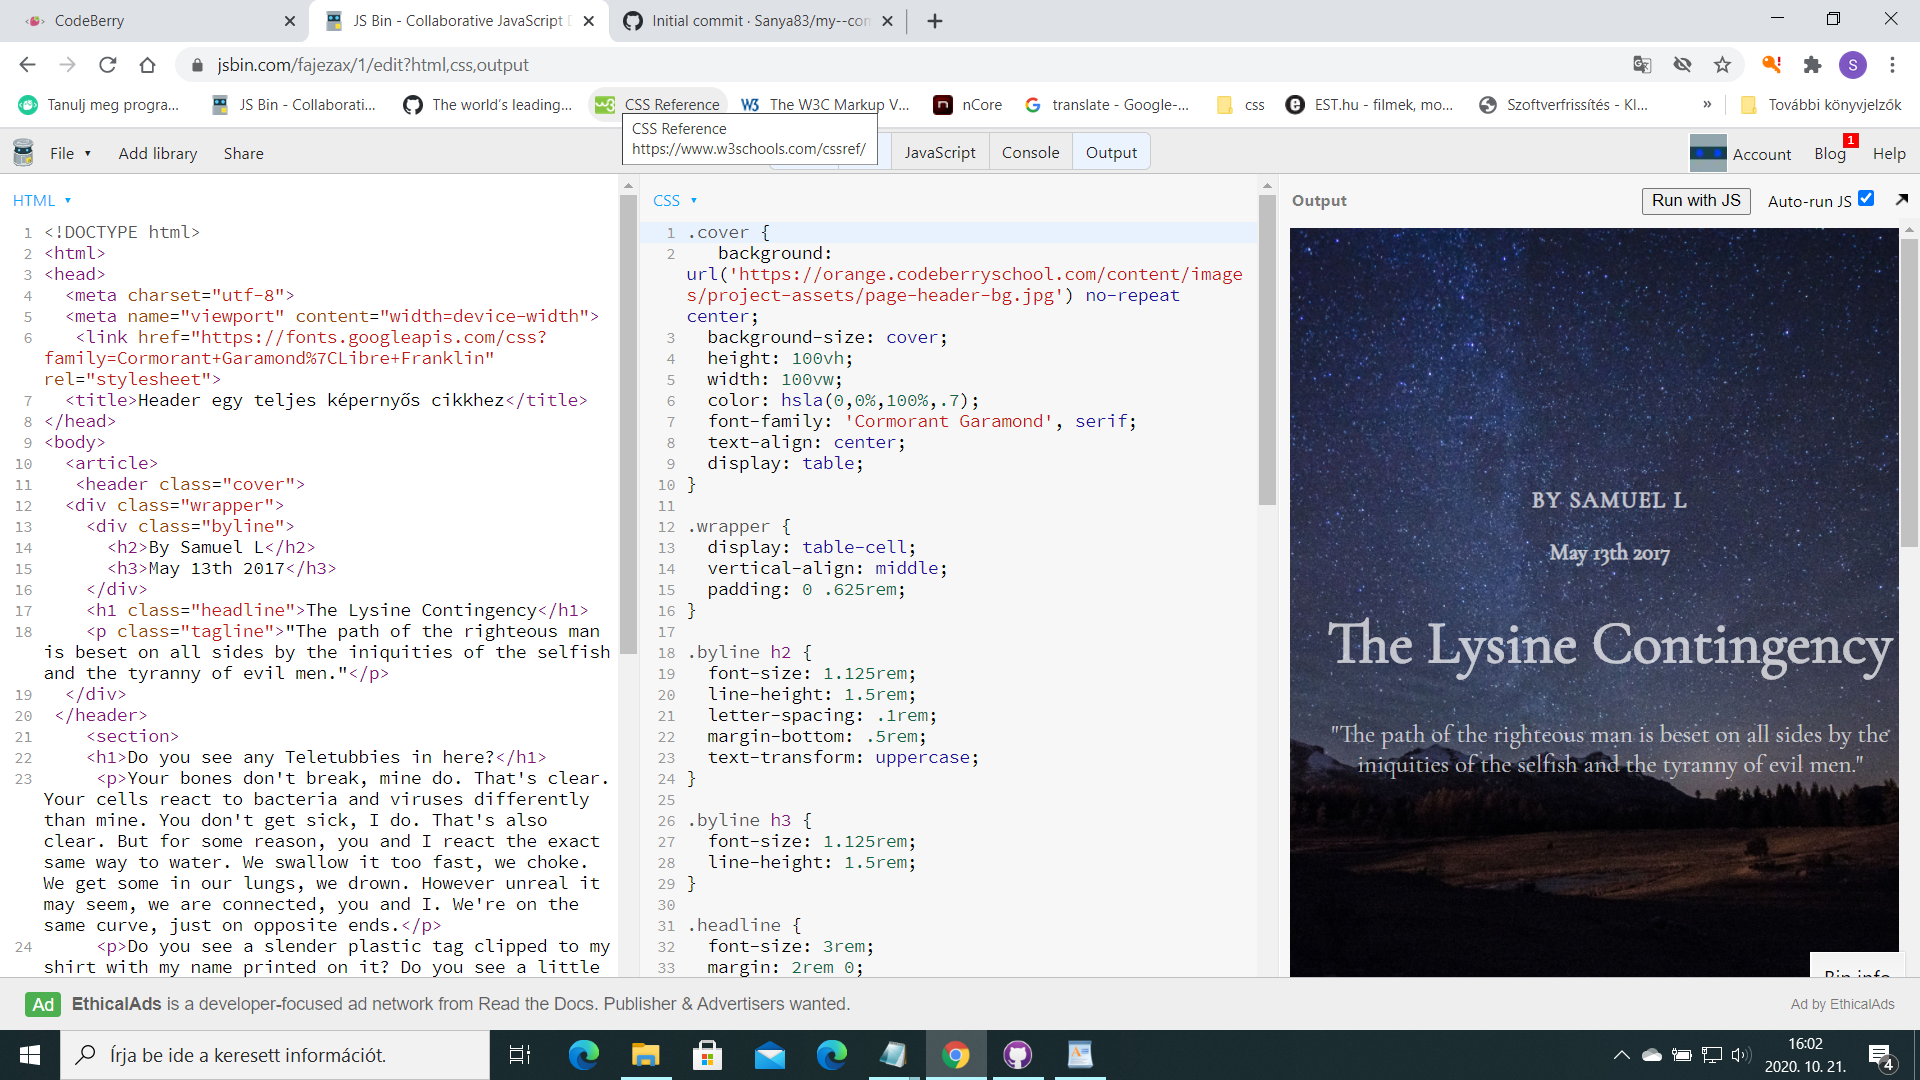 CodeBerry
JS Bin - Collaborative JavaScript D
Initial commit · Sanya83/my--com
jsbin.com/fajezax/1/edit?html,css,output
S
Tanulj meg progra...
JS Bin - Collaborati...
The world's leading...
CSS Reference
The W3C Markup V...
nCore
translate - Google-...
css
EST.hu - filmek, mo...
Szoftverfrissítés - Kl...
»
További könyvjelzők
CSS Reference
https://www.w3schools.com/cssref/
File
Add library
Share
JavaScript
Console
Output
Account
Blog
1
Help
HTML
1 <!DOCTYPE html>
2 <html>
3 <head>
4 <meta charset="utf-8">
5 <meta name="viewport" content="width=device-width">
6 <link href="https://fonts.googleapis.com/css?
family=Cormorant+Garamond%7CLibre+Franklin"
rel="stylesheet">
7 <title>Header egy teljes képernyős cikkhez</title>
8 </head>
9 <body>
10 <article>
11 <header class="cover">
12 <div class="wrapper">
13 <div class="byline">
14 <h2>By Samuel L</h2>
15 <h3>May 13th 2017</h3>
16 </div>
17 <h1 class="headline">The Lysine Contingency</h1>
18 <p class="tagline">"The path of the righteous man
is beset on all sides by the iniquities of the selfish
and the tyranny of evil men."</p>
19 </div>
20 </header>
21 <section>
22 <h1>Do you see any Teletubbies in here?</h1>
23 <p>Your bones don't break, mine do. That's clear.
Your cells react to bacteria and viruses differently
than mine. You don't get sick, I do. That's also
clear. But for some reason, you and I react the exact
same way to water. We swallow it too fast, we choke.
We get some in our lungs, we drown. However unreal it
may seem, we are connected, you and I. We're on the
same curve, just on opposite ends.</p>
24 <p>Do you see a slender plastic tag clipped to my
shirt with my name printed on it? Do you see a little
CSS
1 .cover {
2 background:
url('https://orange.codeberryschool.com/content/image
s/project-assets/page-header-bg.jpg') no-repeat
center;
3 background-size: cover;
4 height: 100vh;
5 width: 100vw;
6 color: hsla(0,0%,100%,.7);
7 font-family: 'Cormorant Garamond', serif;
8 text-align: center;
9 display: table;
10 }
11
12 .wrapper {
13 display: table-cell;
14 vertical-align: middle;
15 padding: 0 .625rem;
16 }
17
18 .byline h2 {
19 font-size: 1.125rem;
20 line-height: 1.5rem;
21 letter-spacing: .1rem;
22 margin-bottom: .5rem;
23 text-transform: uppercase;
24 }
25
26 .byline h3 {
27 font-size: 1.125rem;
28 line-height: 1.5rem;
29 }
30
31 .headline {
32 font-size: 3rem;
33 margin: 2rem 0;
Output
Run with JS
Auto-run JS
BY SAMUEL L
May 13th 2017
The Lysine Contingency
"The path of the righteous man is beset on all sides by the
iniquities of the selfish and the tyranny of evil men."
Bin info
Ad EthicalAds is a developer-focused ad network from Read the Docs. Publisher & Advertisers wanted.
Ad by EthicalAds
Írja be ide a keresett információt.
16:02
2020. 10. 21.
4